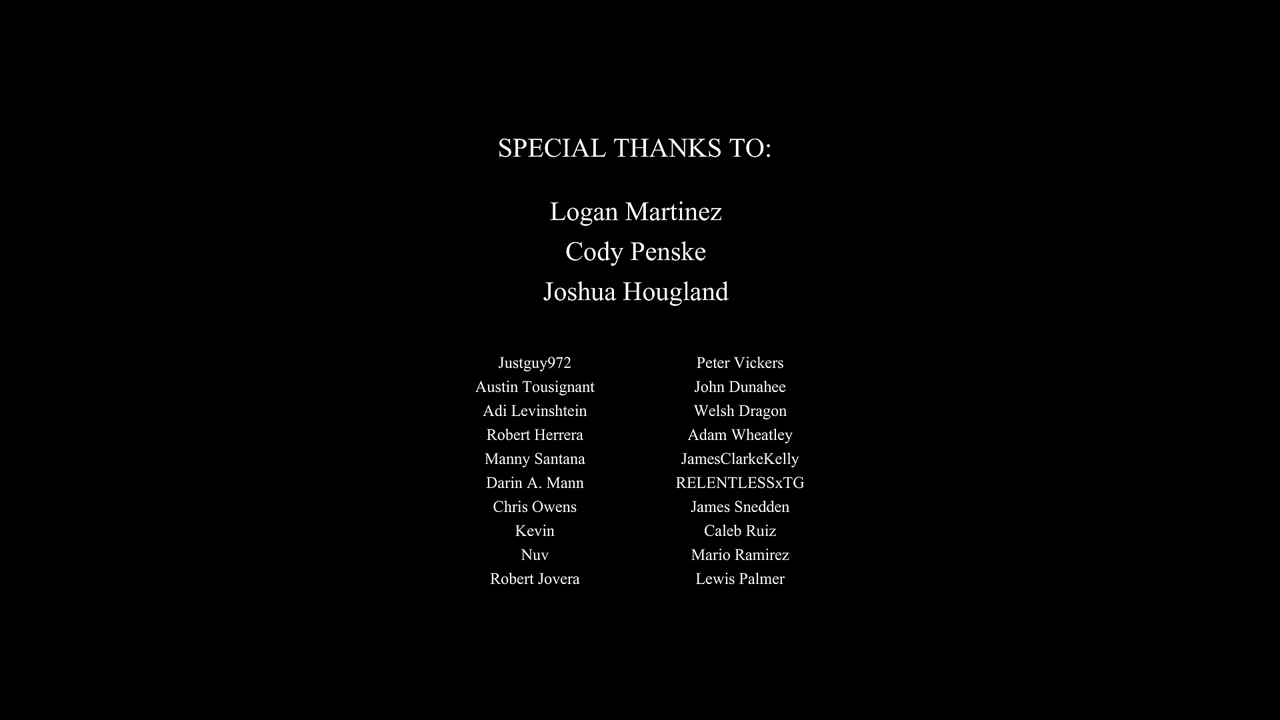 SPECIAL THANKS TO:
Logan Martinez
Cody Penske
Joshua Hougland
Justguy972
Austin Tousignant
Adi Levinshtein
Robert Herrera
Manny Santana
Darin A. Mann
Chris Owens
Kevin
Nuv
Robert Jovera
Peter Vickers
John Dunahee
Welsh Dragon
Adam Wheatley
JamesClarkeKelly
RELENTLESSxTG
James Snedden
Caleb Ruiz
Mario Ramirez
Lewis Palmer